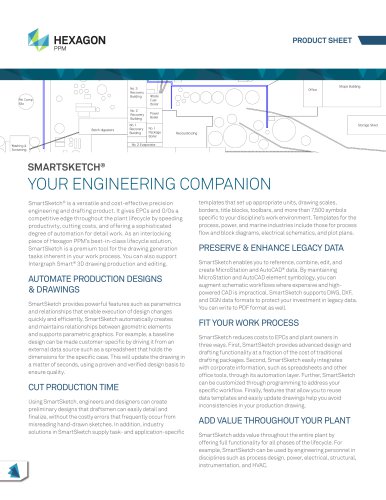 HEXAGON
PPM
PRODUCT SHEET
No. 3
Recovery
Boiler
No. 2
Recovery
Boiler
No. 1
Recovery
Boiler
Power
Boiler
No. 2 Evaporator
Batch Digesters
Recausticizing
Office
Shops Building
Storage Yard
SMARTSKETCH®
YOUR ENGINEERING COMPANION
SmartSketch® is a versatile and cost-effective precision
engineering and drafting product. It gives EPCs and O/Os a
competitive edge throughout the plant lifecycle by speeding
productivity, cutting costs, and offering a sophisticated
degree of automation for detail work. As an interlocking
piece of Hexagon PPM's best-in-class lifecycle solution,
SmartSketch is a premium tool for the drawing generation
tasks inherent in your work process. You can also support
Intergraph Smart® 3D drawing production and editing.
AUTOMATE PRODUCTION DESIGNS
& DRAWINGS
SmartSketch provides powerful features such as parameters
and relationships that enable execution of design changes
quickly and efficiently. SmartSketch automatically creates
and maintains relationships between geometric elements
and supports parametric graphics. For example, a baseline
design can be made customer-specific by driving it from an
external data source such as a spreadsheet that holds the
dimensions for the specific case. This will update the drawing in
a matter of seconds, using a proven and verified design basis to
ensure quality.
CUT PRODUCTION TIME
Using SmartSketch, engineers and designers can create
preliminary designs that draftsmen can easily detail and
finalize, without the costly errors that frequently occur from
misreading hand-drawn sketches. In addition, industry
solutions in SmartSketch supply task- and application-specific
templates that set up appropriate units, drawing scales,
borders, title blocks, toolbars, and more than 7,500 symbols
specific to your discipline's work environment. Templates for the
process, power, and marine industries include those for process
flow and block diagrams, electrical schematics, and plot plans.
PRESERVE & ENHANCE LEGACY DATA
SmartSketch enables you to reference, combine, edit, and
create MicroStation and AutoCAD® data. By maintaining
MicroStation and AutoCAD element symbology, you can
augment schematic workflows where expensive and high-
powered CAD is impractical. SmartSketch supports DWG, DXF,
and DGN data formats to protect your investment in legacy data.
You can write to PDF format as well.
FIT YOUR WORK PROCESS
SmartSketch reduces costs to EPCs and plant owners in
three ways. First, SmartSketch provides advanced design and
drafting functionality at a fraction of the cost of traditional
drafting packages. Second, SmartSketch easily integrates
with corporate information, such as spreadsheets and other
office tools, through its automation layer. Further, SmartSketch
can be customized through programming to address your
specific workflow. Finally, features that allow you to reuse
data templates and easily update drawings help you avoid
inconsistencies in your production drawing.
ADD VALUE THROUGHOUT YOUR PLANT
SmartSketch adds value throughout the entire plant by
offering full functionality for all phases of the lifecycle. For
example, SmartSketch can be used by engineering personnel in
disciplines such as process design, power, electrical, structural,
instrumentation, and HVAC.